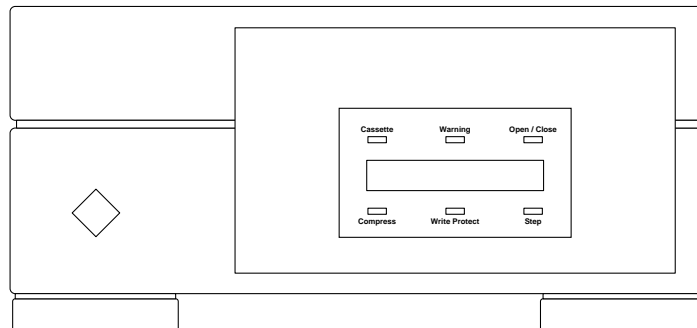 Cassette Warning Open / Close
Compress Write Protect Step